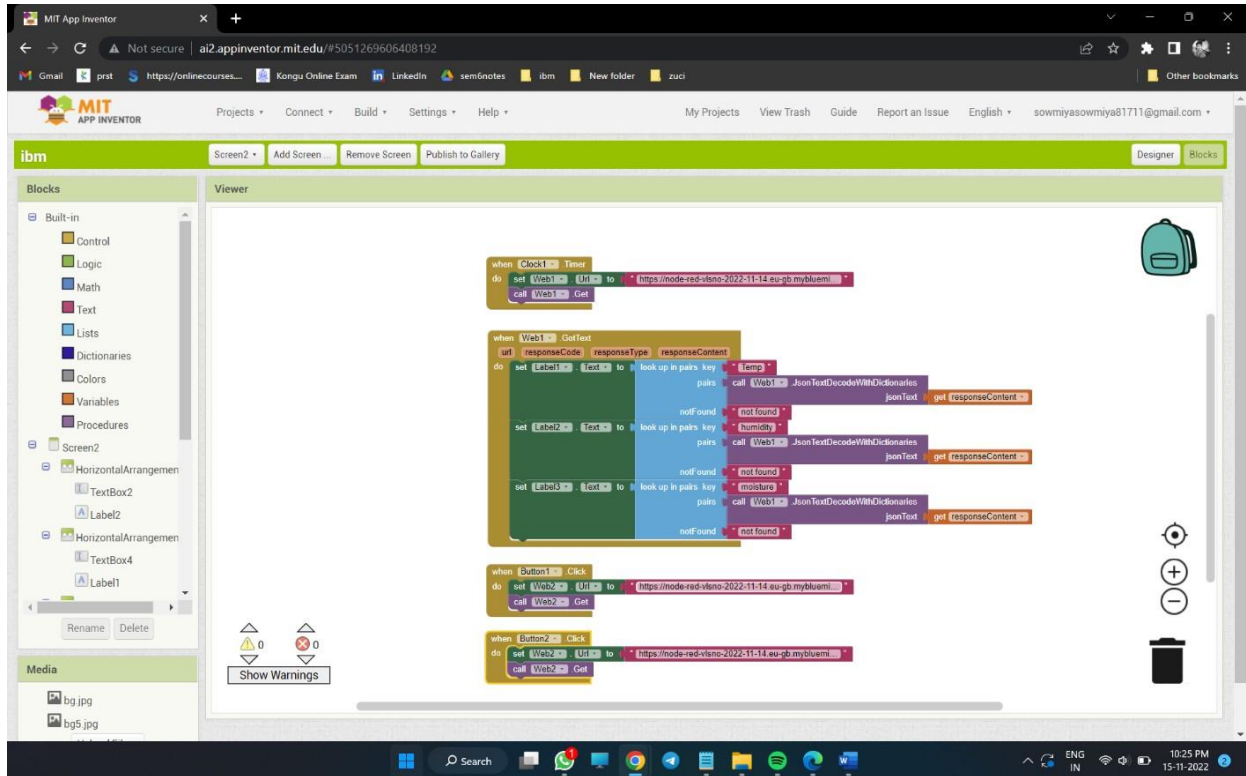 MIT App Inventor
Not secure | ai2.appinventor.mit.edu/#5051269606408192
Gmail prst https://onlinecourses.... Kongu Online Exam LinkedIn sem6notes ibm New folder zuci Other bookmarks
MIT APP INVENTOR
Projects Connect Build Settings Help My Projects View Trash Guide Report an Issue English sowmiyasowmiya81711@gmail.com
ibm Screen2 Add Screen ... Remove Screen Publish to Gallery Designer Blocks
Blocks Viewer
Built-in
Control
Logic
Math
Text
Lists
Dictionaries
Colors
Variables
Procedures
Screen2
HorizontalArrangemen
TextBox2
Label2
HorizontalArrangemen
TextBox4
Label1
Rename Delete
Media
bg.jpg
bg5.jpg
when Clock1 .Timer
do set Web1 . Url to " https://node-red-vlsno-2022-11-14.eu-gb.mybluemi... "
call Web1 .Get
when Web1 .GotText
url responseCode responseType responseContent
do set Label1 . Text to look up in pairs key " Temp "
pairs call Web1 .JsonTextDecodeWithDictionaries
jsonText get responseContent
notFound " not found "
set Label2 . Text to look up in pairs key " humidity "
pairs call Web1 .JsonTextDecodeWithDictionaries
jsonText get responseContent
notFound " not found "
set Label3 . Text to look up in pairs key " moisture "
pairs call Web1 .JsonTextDecodeWithDictionaries
jsonText get responseContent
notFound " not found "
when Button1 .Click
do set Web2 . Url to " https://node-red-vlsno-2022-11-14.eu-gb.mybluemi... "
call Web2 .Get
when Button2 .Click
do set Web2 . Url to " https://node-red-vlsno-2022-11-14.eu-gb.mybluemi... "
call Web2 .Get
0 0
Show Warnings
Search
ENG
IN
10:25 PM
15-11-2022
2